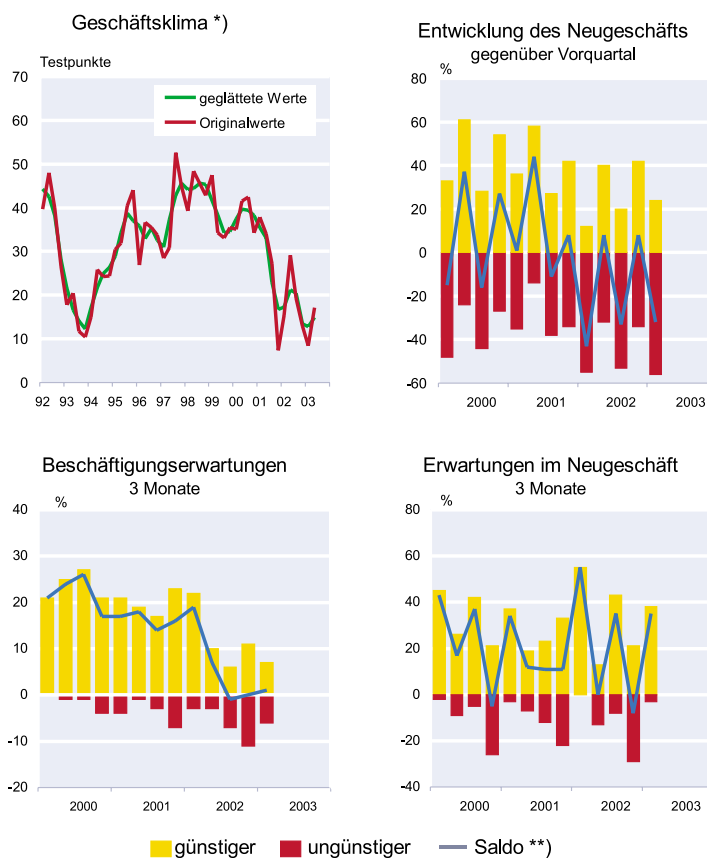 Geschäftsklima *)
Testpunkte
70
60
50
40
30
20
10
0
geglättete Werte
Originalwerte
92 93 94 95 96 97 98 99 00 01 02 03
Entwicklung des Neugeschäfts
gegenüber Vorquartal
%
80
60
40
20
0
-20
-40
-60
2000 2001 2002 2003
Beschäftigungserwartungen
3 Monate
%
40
30
20
10
0
-10
-20
2000 2001 2002 2003
Erwartungen im Neugeschäft
3 Monate
%
80
60
40
20
0
-20
-40
2000 2001 2002 2003
günstiger ungünstiger Saldo **)